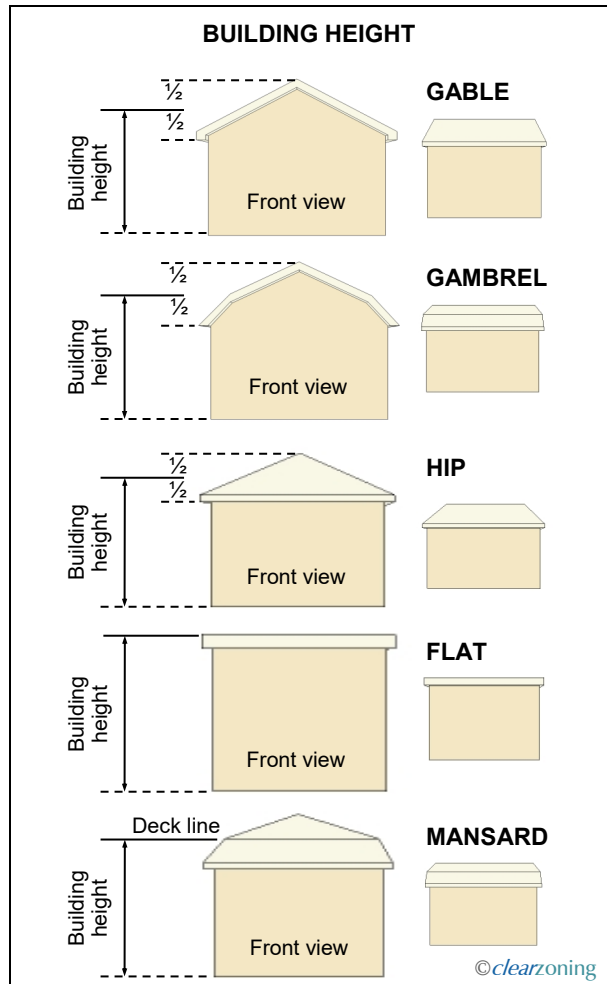 BUILDING HEIGHT
GABLE
½
½
Building
height
Front view
GAMBREL
½
½
Building
height
Front view
HIP
½
½
Building
height
Front view
FLAT
Building
height
Front view
MANSARD
Deck line
Building
height
Front view
©clearzoning